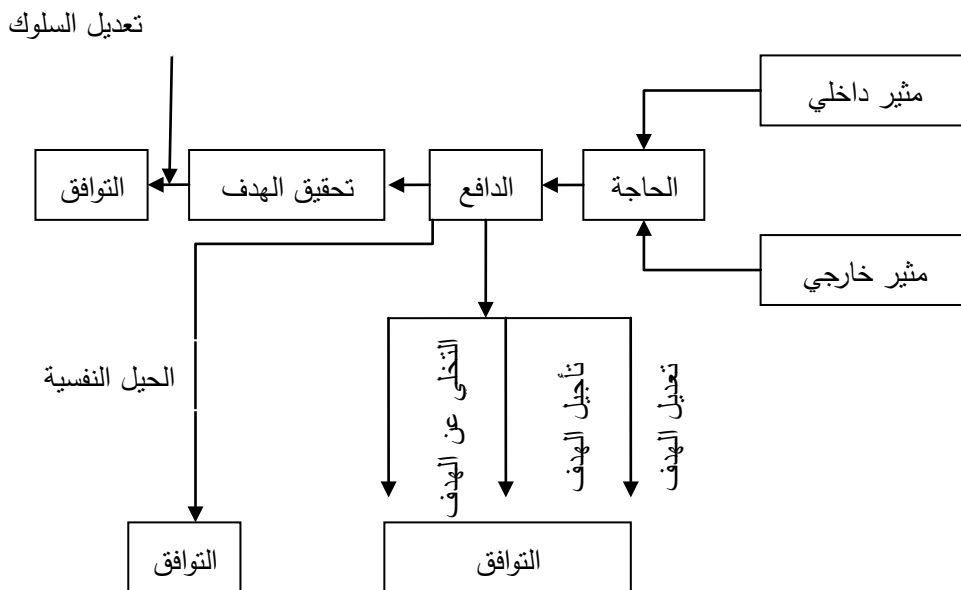 تعديل السلوك
مثير داخلي
الحاجة
الدافع
تحقيق الهدف
التوافق
مثير خارجي
الحيل النفسية
تعديل الهدف
تأجيل الهدف
التخلي عن الهدف
التوافق
التوافق